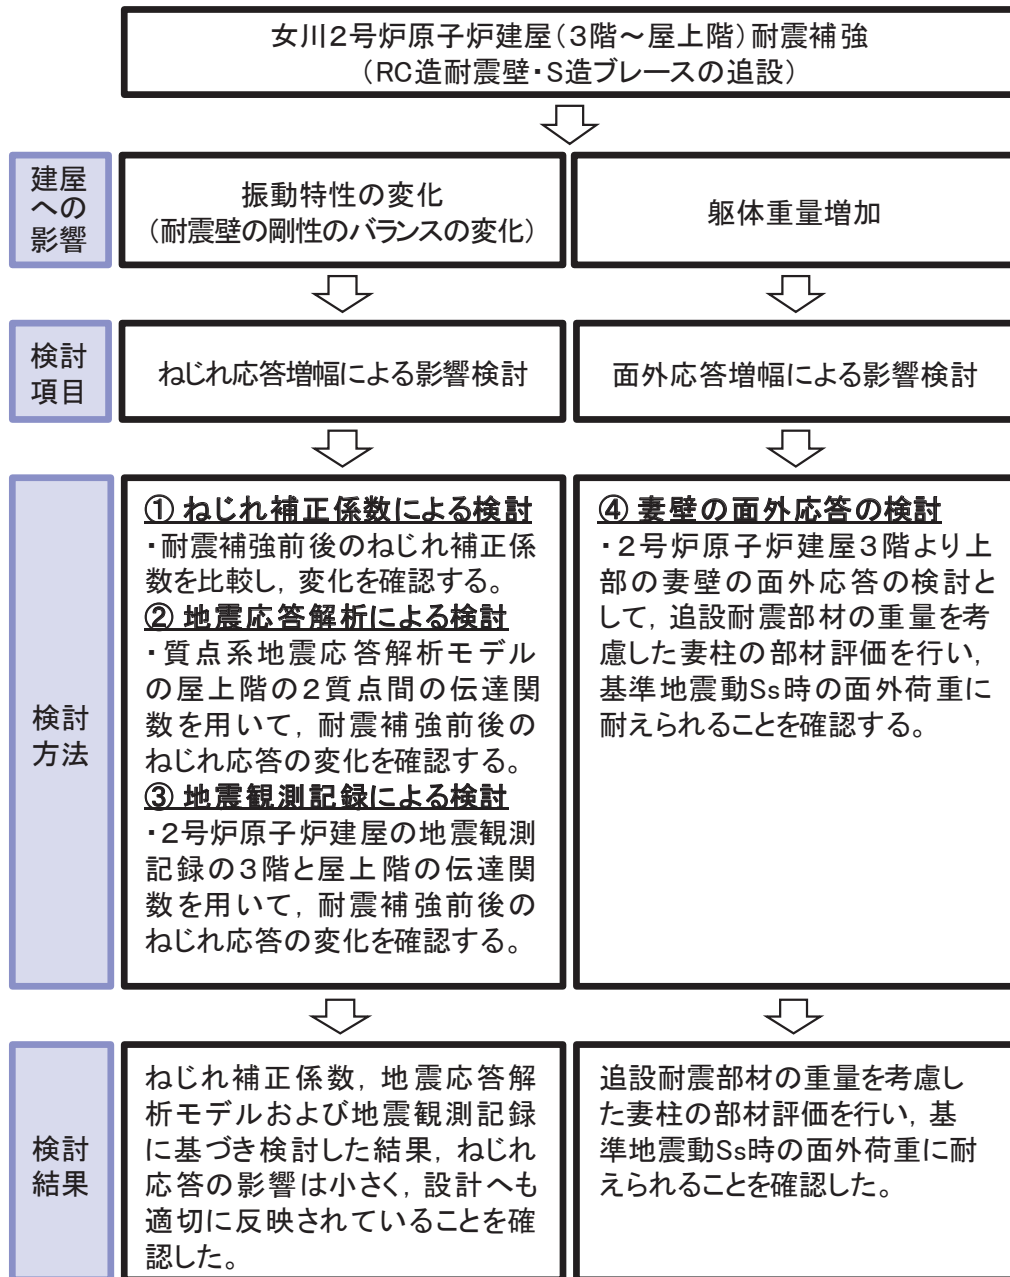 女川２号炉原子炉建屋（３階～屋上階）耐震補強
（RC造耐震壁・S造ブレースの追設）
建屋
への
影響
振動特性の変化
（耐震壁の剛性のバランスの変化）
躯体重量増加
検討
項目
ねじれ応答増幅による影響検討
面外応答増幅による影響検討
検討
方法
① ねじれ補正係数による検討
・耐震補強前後のねじれ補正係
数を比較し，変化を確認する。
② 地震応答解析による検討
・質点系地震応答解析モデル
の屋上階の２質点間の伝達関
数を用いて，耐震補強前後の
ねじれ応答の変化を確認する。
③ 地震観測記録による検討
・２号炉原子炉建屋の地震観測
記録の３階と屋上階の伝達関
数を用いて，耐震補強前後の
ねじれ応答の変化を確認する。
④ 妻壁の面外応答の検討
・２号炉原子炉建屋３階より上
部の妻壁の面外応答の検討と
して，追設耐震部材の重量を考
慮した妻柱の部材評価を行い，
基準地震動Ss時の面外荷重に
耐えられることを確認する。
検討
結果
ねじれ補正係数，地震応答解
析モデルおよび地震観測記録
に基づき検討した結果，ねじれ
応答の影響は小さく，設計へも
適切に反映されていることを確
認した。
追設耐震部材の重量を考慮し
た妻柱の部材評価を行い，基
準地震動Ss時の面外荷重に耐
えられることを確認した。